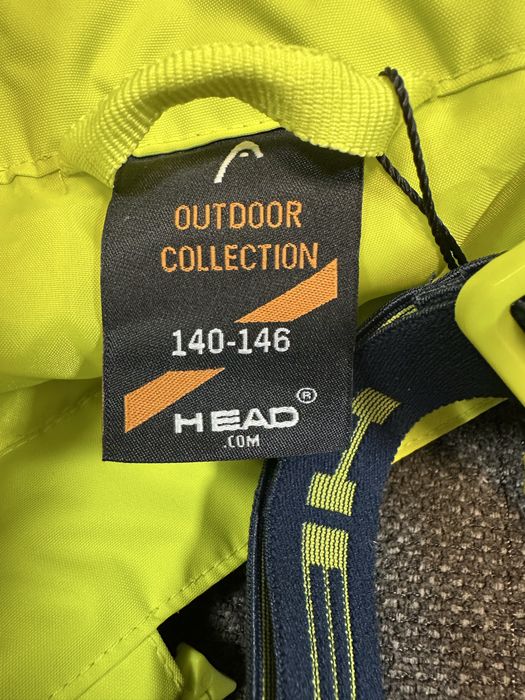 OUTDOOR
COLLECTION
140-146
HEAD®
.COM